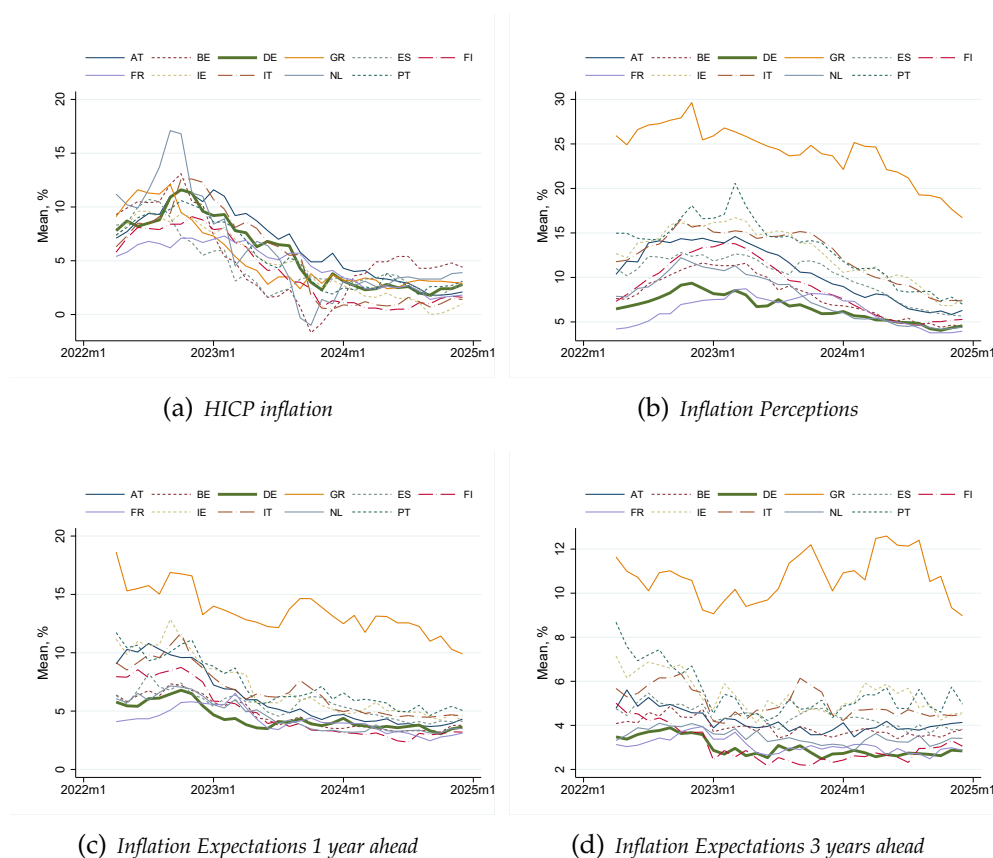 AT BE DE GR ES FI
FR IE IT NL PT
Mean, %
20
15
10
5
0
2022m1 2023m1 2024m1 2025m1
(a) HICP inflation
AT BE DE GR ES FI
FR IE IT NL PT
Mean, %
30
25
20
15
10
5
2022m1 2023m1 2024m1 2025m1
(b) Inflation Perceptions
AT BE DE GR ES FI
FR IE IT NL PT
Mean, %
20
15
10
5
0
2022m1 2023m1 2024m1 2025m1
(c) Inflation Expectations 1 year ahead
AT BE DE GR ES FI
FR IE IT NL PT
Mean, %
12
10
8
6
4
2
2022m1 2023m1 2024m1 2025m1
(d) Inflation Expectations 3 years ahead